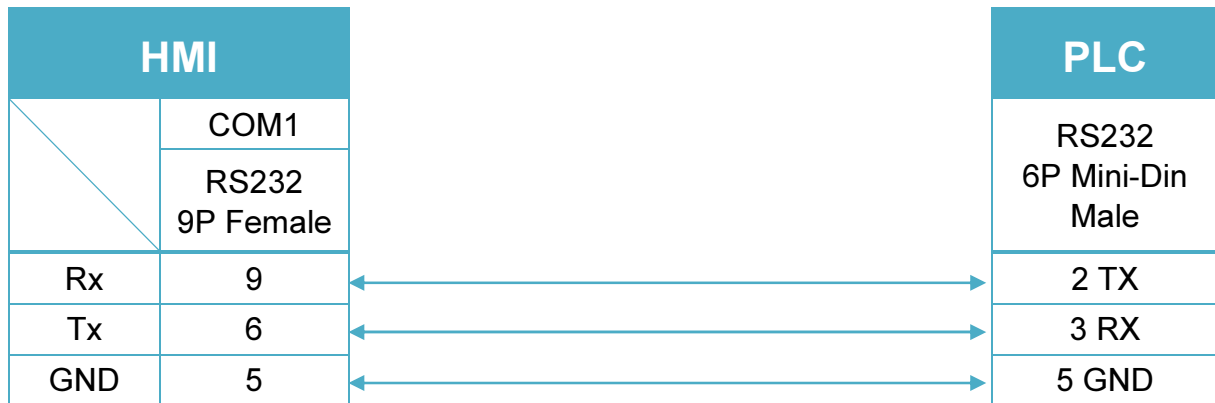 HMI
PLC
COM1
RS232
9P Female
RS232
6P Mini-Din
Male
Rx 9 2 TX
Tx 6 3 RX
GND 5 5 GND